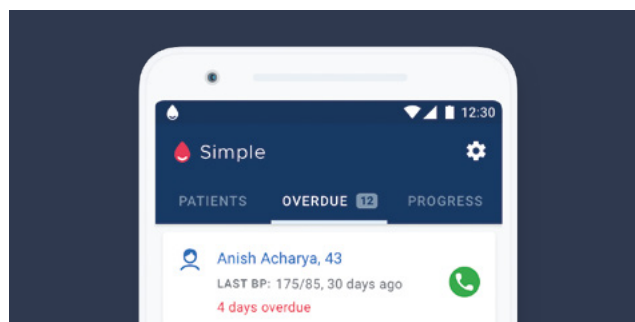 12:30
Simple
PATIENTS OVERDUE 12 PROGRESS
Anish Acharya, 43
LAST BP: 175/85, 30 days ago
4 days overdue